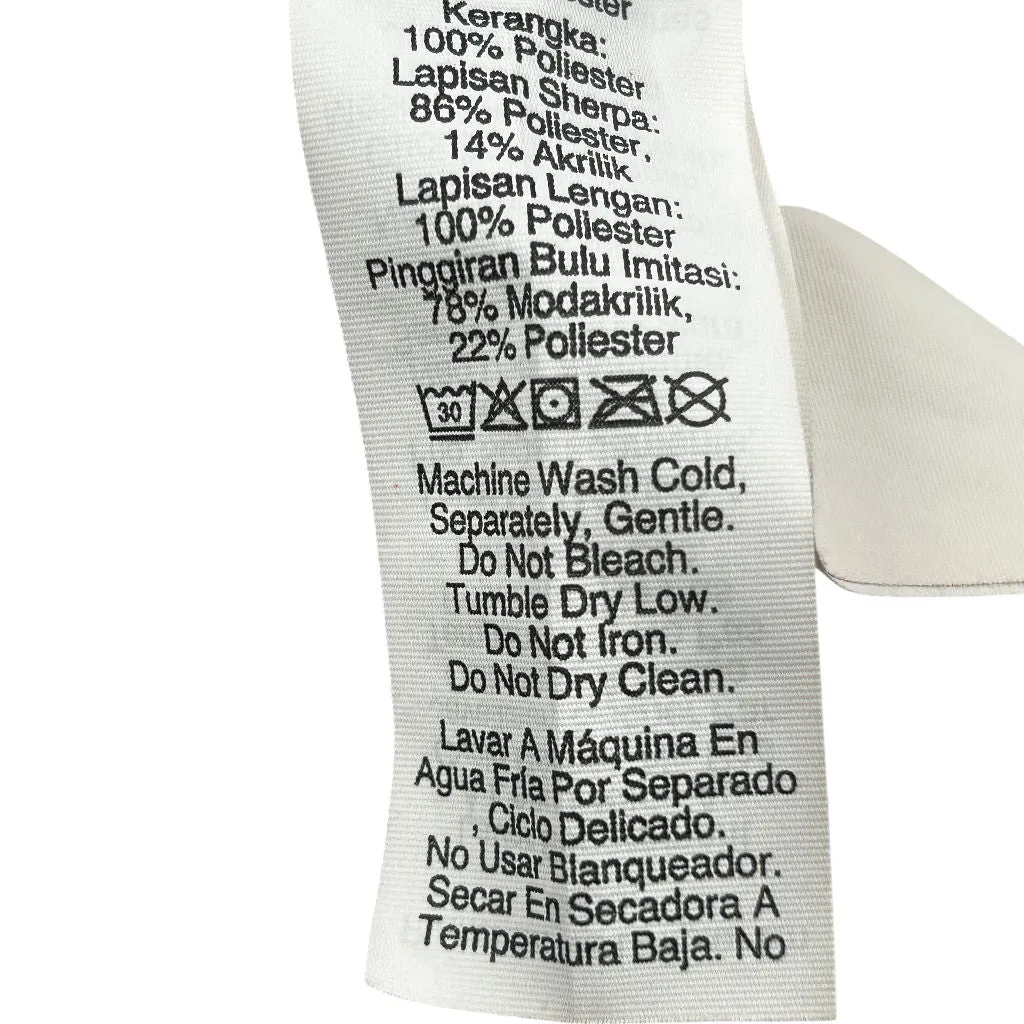 Kerangka:
100% Poliester
Lapisan Sherpa:
86% Poliester,
14% Akrilik
Lapisan Lengan:
100% Poliester
Pinggiran Bulu Imitasi:
78% Modakrilik,
22% Poliester
30
Machine Wash Cold,
Separately, Gentle.
Do Not Bleach.
Tumble Dry Low.
Do Not Iron.
Do Not Dry Clean.
Lavar A Máquina En
Agua Fría Por Separado
, Ciclo Delicado.
No Usar Blanqueador.
Secar En Secadora A
Temperatura Baja. No